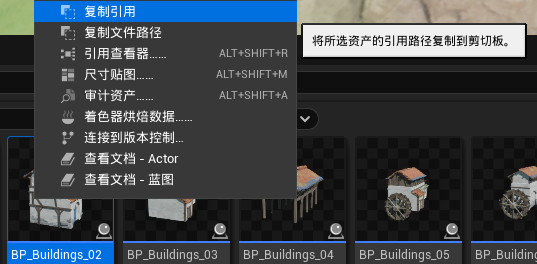 复制引用
将所选资产的引用路径复制到剪切板。
复制文件路径
引用查看器…… ALT+SHIFT+R
尺寸贴图…… ALT+SHIFT+M
审计资产…… ALT+SHIFT+A
着色器烘焙数据……
连接到版本控制…
查看文档 - Actor
查看文档 - 蓝图
BP_Buildings_02
BP_Buildings_03
BP_Buildings_04
BP_Buildings_05
BP_Buildings